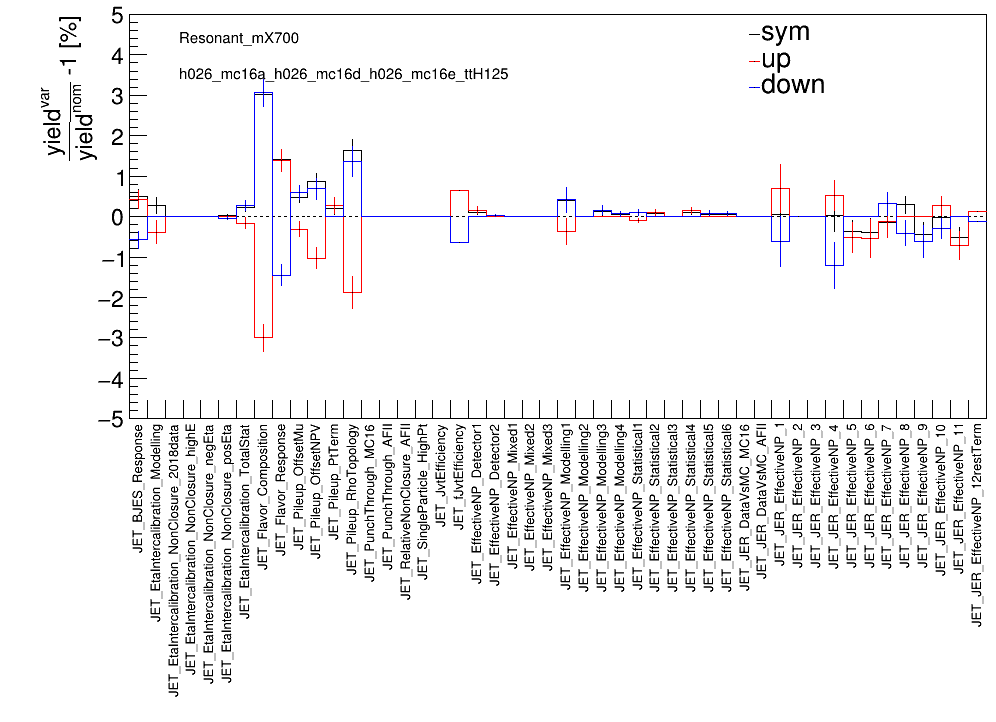 5
4
3
2
1
0
−1
−2
−3
−4
−5
yield^var
yield^nom
-1 [%]
Resonant_mX700
h026_mc16a_h026_mc16d_h026_mc16e_ttH125
sym
up
down
JET_BJES_Response
JET_EtaIntercalibration_Modelling
JET_EtaIntercalibration_NonClosure_2018data
JET_EtaIntercalibration_NonClosure_highE
JET_EtaIntercalibration_NonClosure_negEta
JET_EtaIntercalibration_NonClosure_posEta
JET_EtaIntercalibration_TotalStat
JET_Flavor_Composition
JET_Flavor_Response
JET_Pileup_OffsetMu
JET_Pileup_OffsetNPV
JET_Pileup_PtTerm
JET_Pileup_RhoTopology
JET_PunchThrough_MC16
JET_PunchThrough_AFII
JET_RelativeNonClosure_AFII
JET_SingleParticle_HighPt
JET_JvtEfficiency
JET_fJvtEfficiency
JET_EffectiveNP_Detector1
JET_EffectiveNP_Detector2
JET_EffectiveNP_Mixed1
JET_EffectiveNP_Mixed2
JET_EffectiveNP_Mixed3
JET_EffectiveNP_Modelling1
JET_EffectiveNP_Modelling2
JET_EffectiveNP_Modelling3
JET_EffectiveNP_Modelling4
JET_EffectiveNP_Statistical1
JET_EffectiveNP_Statistical2
JET_EffectiveNP_Statistical3
JET_EffectiveNP_Statistical4
JET_EffectiveNP_Statistical5
JET_EffectiveNP_Statistical6
JET_JER_DataVsMC_MC16
JET_JER_DataVsMC_AFII
JET_JER_EffectiveNP_1
JET_JER_EffectiveNP_2
JET_JER_EffectiveNP_3
JET_JER_EffectiveNP_4
JET_JER_EffectiveNP_5
JET_JER_EffectiveNP_6
JET_JER_EffectiveNP_7
JET_JER_EffectiveNP_8
JET_JER_EffectiveNP_9
JET_JER_EffectiveNP_10
JET_JER_EffectiveNP_11
JET_JER_EffectiveNP_12restTerm